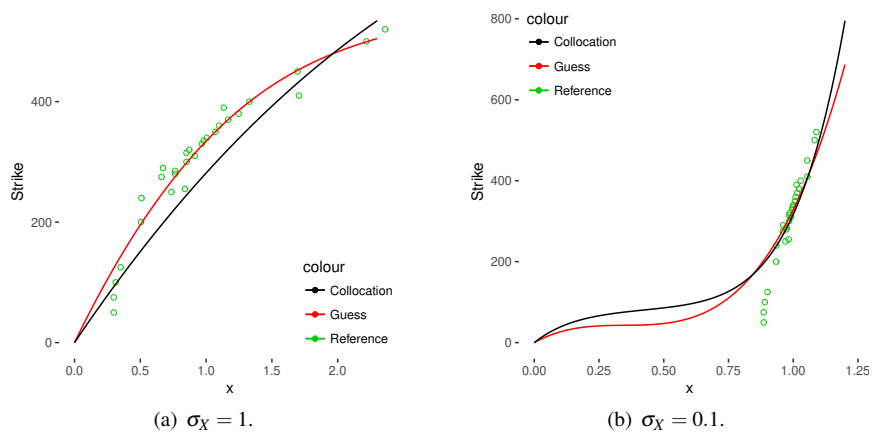 400
200
0
Strike
0.0
0.5
1.0
1.5
2.0
x
colour
Collocation
Guess
Reference
(a) σ_X = 1.
800
600
400
200
0
Strike
0.00
0.25
0.50
0.75
1.00
1.25
x
colour
Collocation
Guess
Reference
(b) σ_X = 0.1.